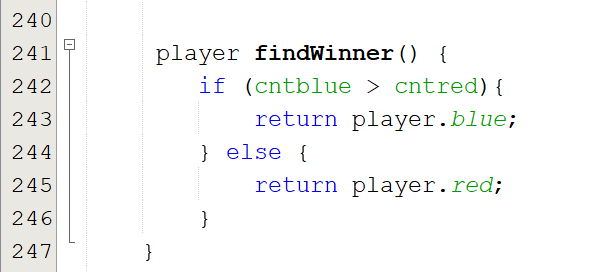 240
241 player findWinner() {
242 if (cntblue > cntred){
243 return player.blue;
244 } else {
245 return player.red;
246 }
247 }